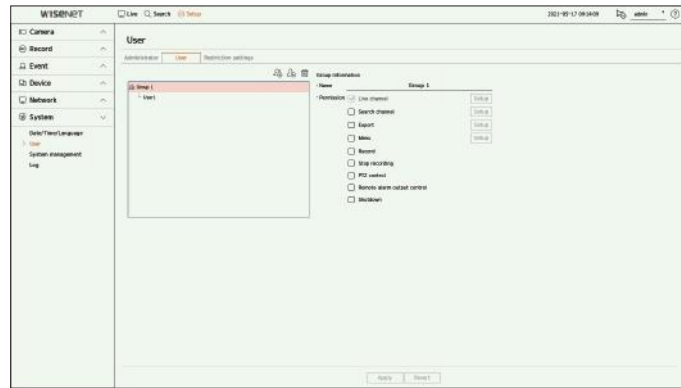 WISENET
Live Search Setup
2021-05-17 09:14:09 admin
Camera
Record
Event
Device
Network
System
Date/Time/Language
User
System management
Log
User
Administrator User Restriction settings
Group 1
User1
Group information
Name Group 1
Permission Live channel Setup
Search channel Setup
Export Setup
Menu Setup
Record
Stop recording
PTZ control
Remote alarm output control
Shutdown
Apply Revert